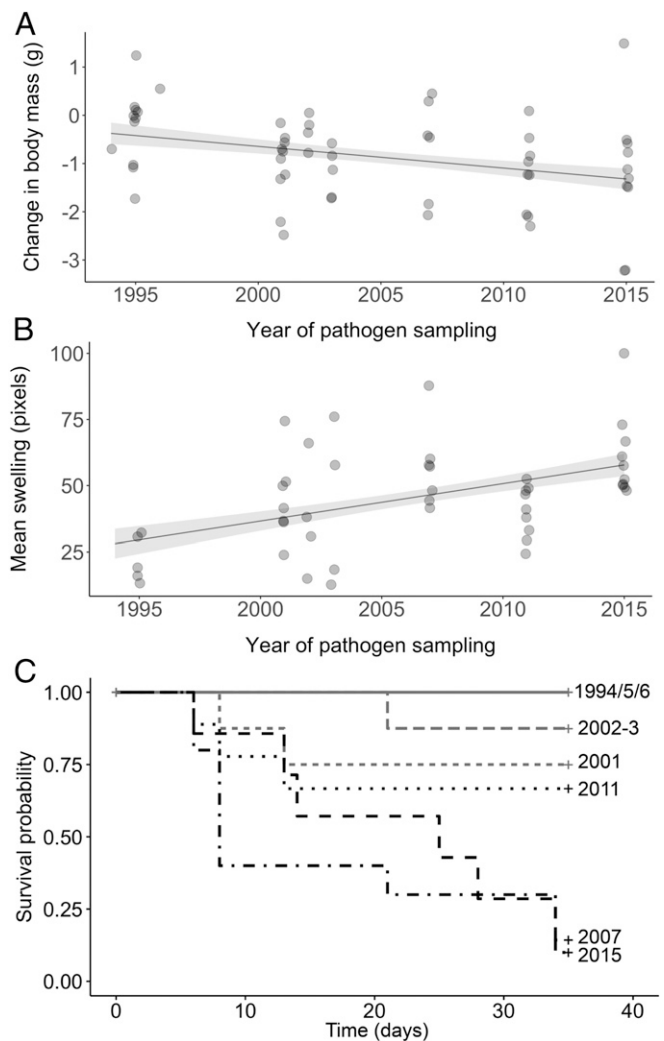 A
Change in body mass (g)
1
0
-1
-2
-3
1995 2000 2005 2010 2015
Year of pathogen sampling
B
Mean swelling (pixels)
100
75
50
25
1995 2000 2005 2010 2015
Year of pathogen sampling
C
Survival probability
1.00
0.75
0.50
0.25
0.00
1994/5/6
2002-3
2001
2011
2007
2015
0 10 20 30 40
Time (days)